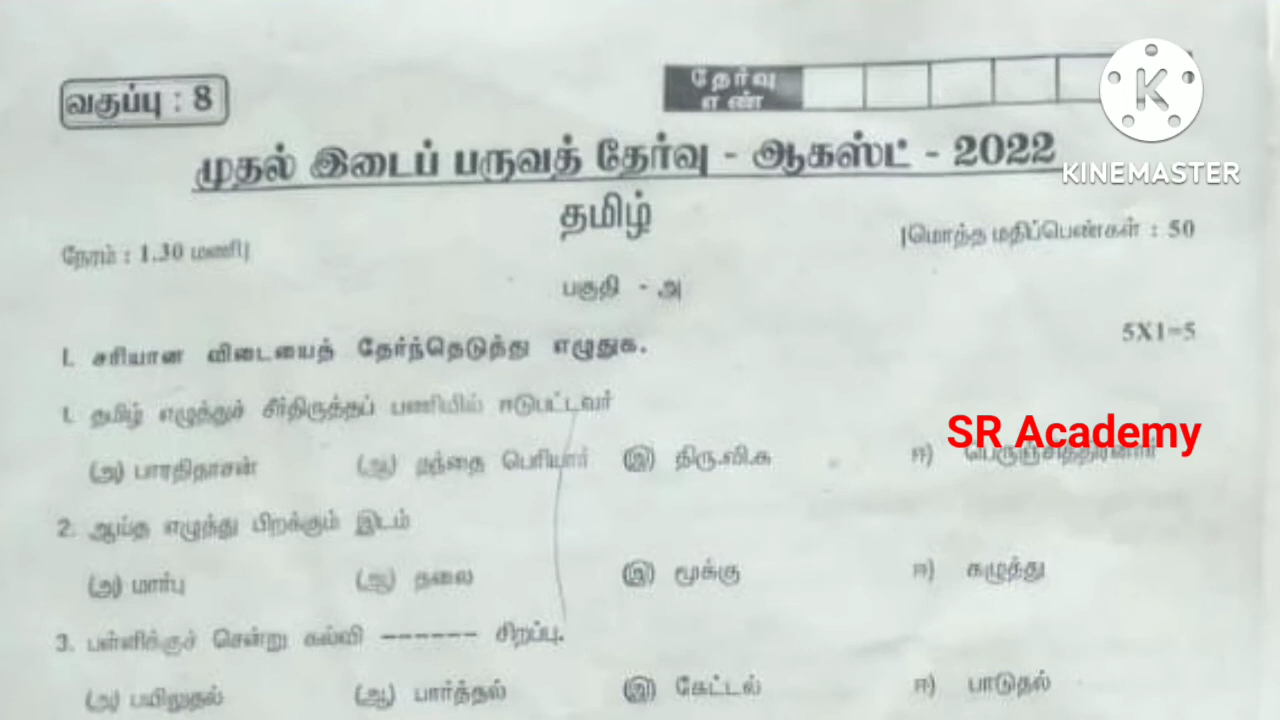 வகுப்பு : 8
தேர்வு எண்
KINEMASTER
முதல் இடைப் பருவத் தேர்வு - ஆகஸ்ட் - 2022
தமிழ்
நேரம் : 1.30 மணி]
[மொத்த மதிப்பெண்கள் : 50
பகுதி - அ
I. சரியான விடையைத் தேர்ந்தெடுத்து எழுதுக. 5X1=5
1. தமிழ் எழுத்துச் சீர்திருத்தப் பணியில் ஈடுபட்டவர்
SR Academy
(அ) பாரதிதாசன் (ஆ) தந்தை பெரியார் (இ) திரு.வி.க ஈ) பெருஞ்சித்திரனார்
2. ஆய்த எழுத்து பிறக்கும் இடம்
(அ) மார்பு (ஆ) தலை (இ) மூக்கு ஈ) கழுத்து
3. பள்ளிக்குச் சென்று கல்வி ------ சிறப்பு.
(அ) பயிலுதல் (ஆ) பார்த்தல் (இ) கேட்டல் ஈ) பாடுதல்